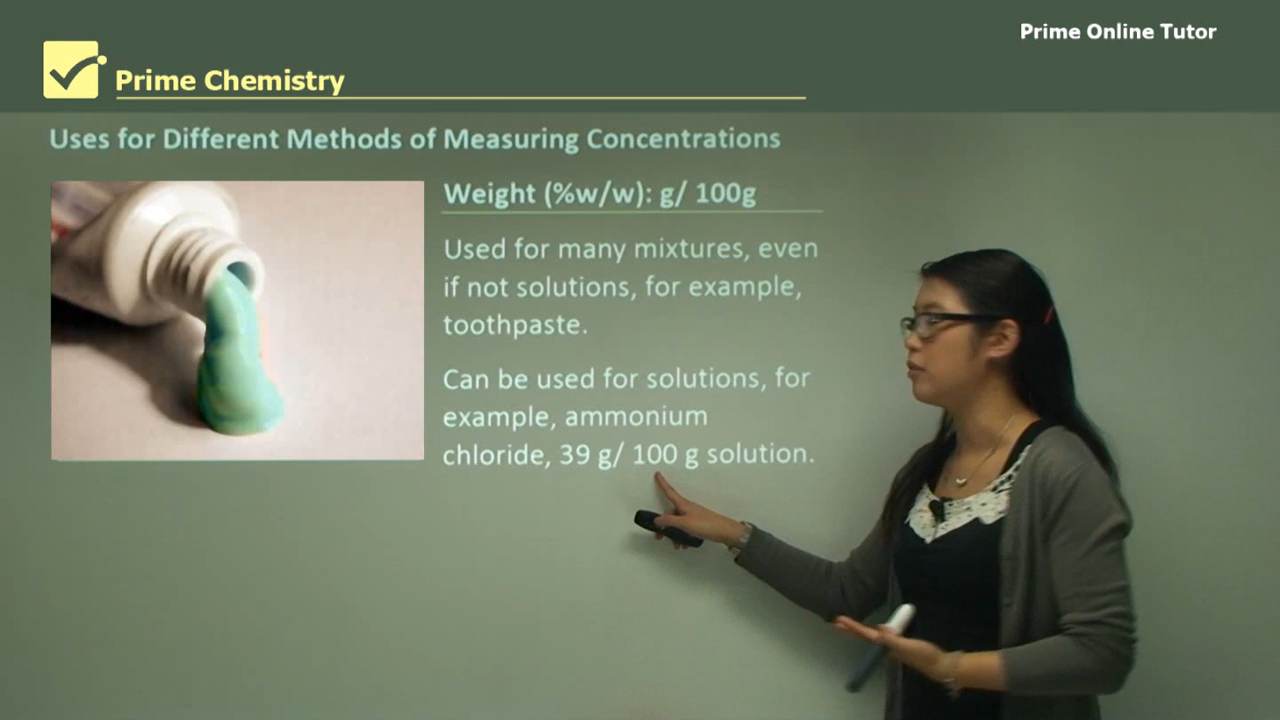 Prime Online Tutor
Prime Chemistry
Uses for Different Methods of Measuring Concentrations
Weight (%w/w): g/ 100g
Used for many mixtures, even
if not solutions, for example,
toothpaste.
Can be used for solutions, for
example, ammonium
chloride, 39 g/ 100 g solution.